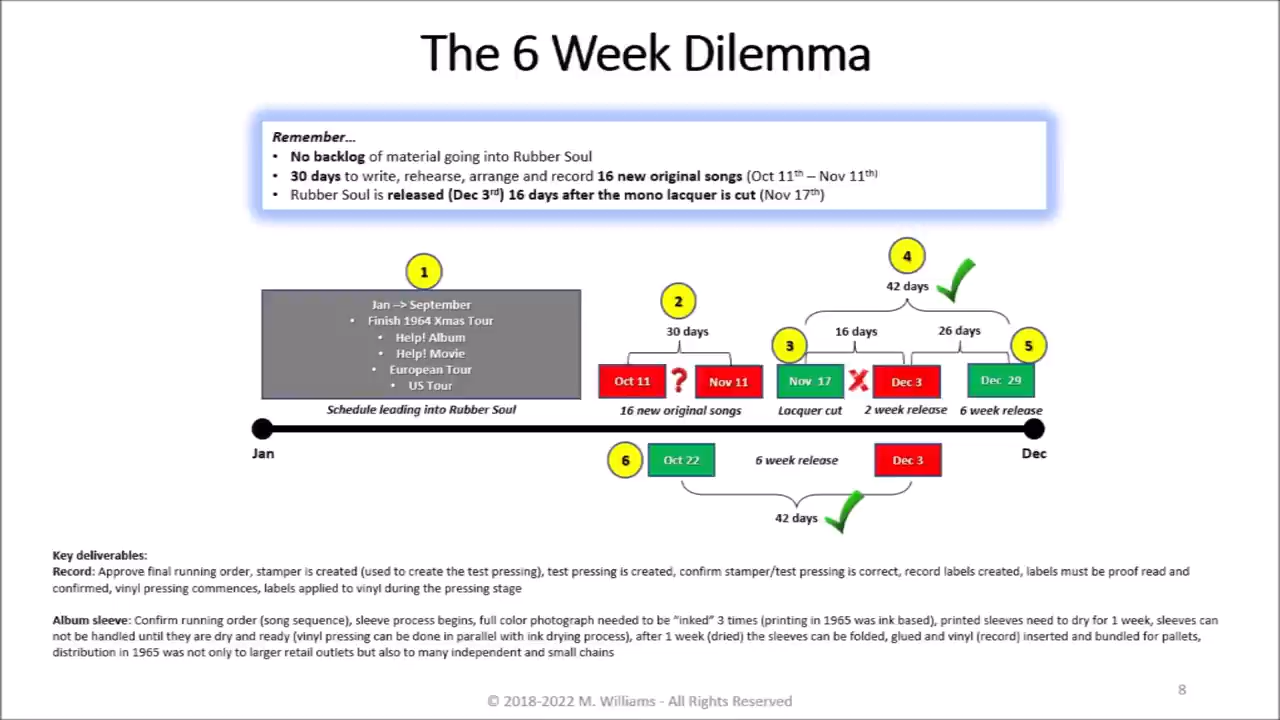 The 6 Week Dilemma
Remember...
• No backlog of material going into Rubber Soul
• 30 days to write, rehearse, arrange and record 16 new original songs (Oct 11th – Nov 11th)
• Rubber Soul is released (Dec 3rd) 16 days after the mono lacquer is cut (Nov 17th)
1
Jan –> September
• Finish 1964 Xmas Tour
• Help! Album
• Help! Movie
• European Tour
• US Tour
Schedule leading into Rubber Soul
2
30 days
Oct 11 ? Nov 11
16 new original songs
4
42 days
3
16 days
26 days
5
Nov 17
X
Dec 3
Dec 29
Lacquer cut
2 week release
6 week release
Jan
Dec
6
Oct 22
6 week release
Dec 3
42 days
Key deliverables:
Record: Approve final running order, stamper is created (used to create the test pressing), test pressing is created, confirm stamper/test pressing is correct, record labels created, labels must be proof read and
confirmed, vinyl pressing commences, labels applied to vinyl during the pressing stage
Album sleeve: Confirm running order (song sequence), sleeve process begins, full color photograph needed to be “inked” 3 times (printing in 1965 was ink based), printed sleeves need to dry for 1 week, sleeves can
not be handled until they are dry and ready (vinyl pressing can be done in parallel with ink drying process), after 1 week (dried) the sleeves can be folded, glued and vinyl (record) inserted and bundled for pallets,
distribution in 1965 was not only to larger retail outlets but also to many independent and small chains
8
© 2018-2022 M. Williams - All Rights Reserved